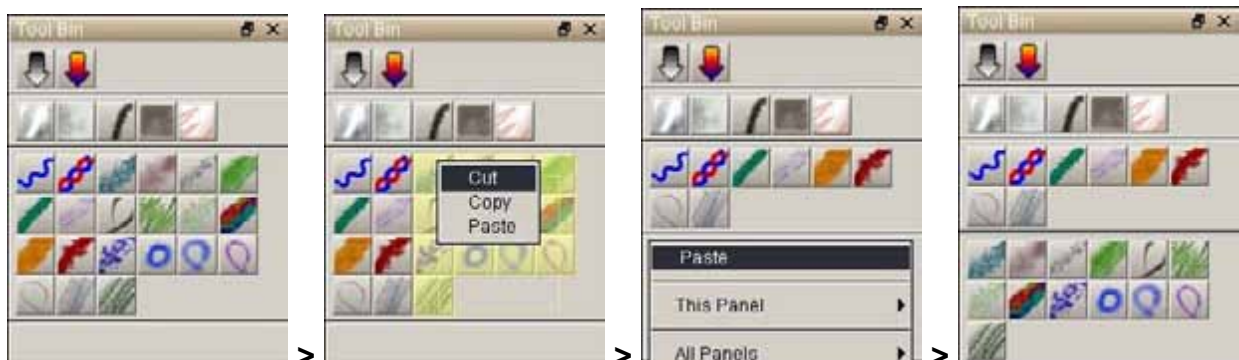 Tool Bin
Tool Bin
Cut
Copy
Paste
>
Tool Bin
Paste
This Panel
All Panels
>
Tool Bin
>